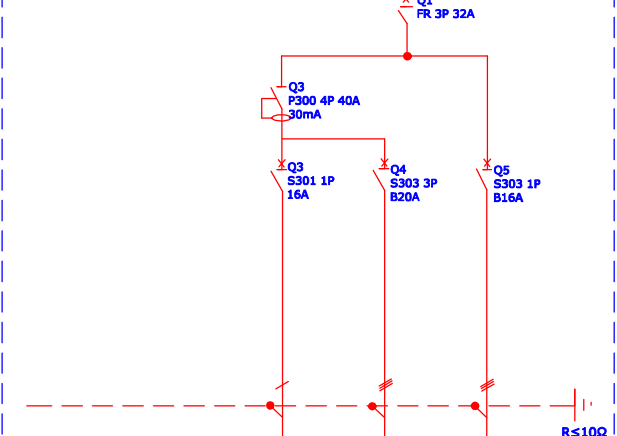 Q1
FR 3P 32A
Q3
P300 4P 40A
30mA
Q3
S301 1P
16A
Q4
S303 3P
B20A
Q5
S303 1P
B16A
R≤10Ω